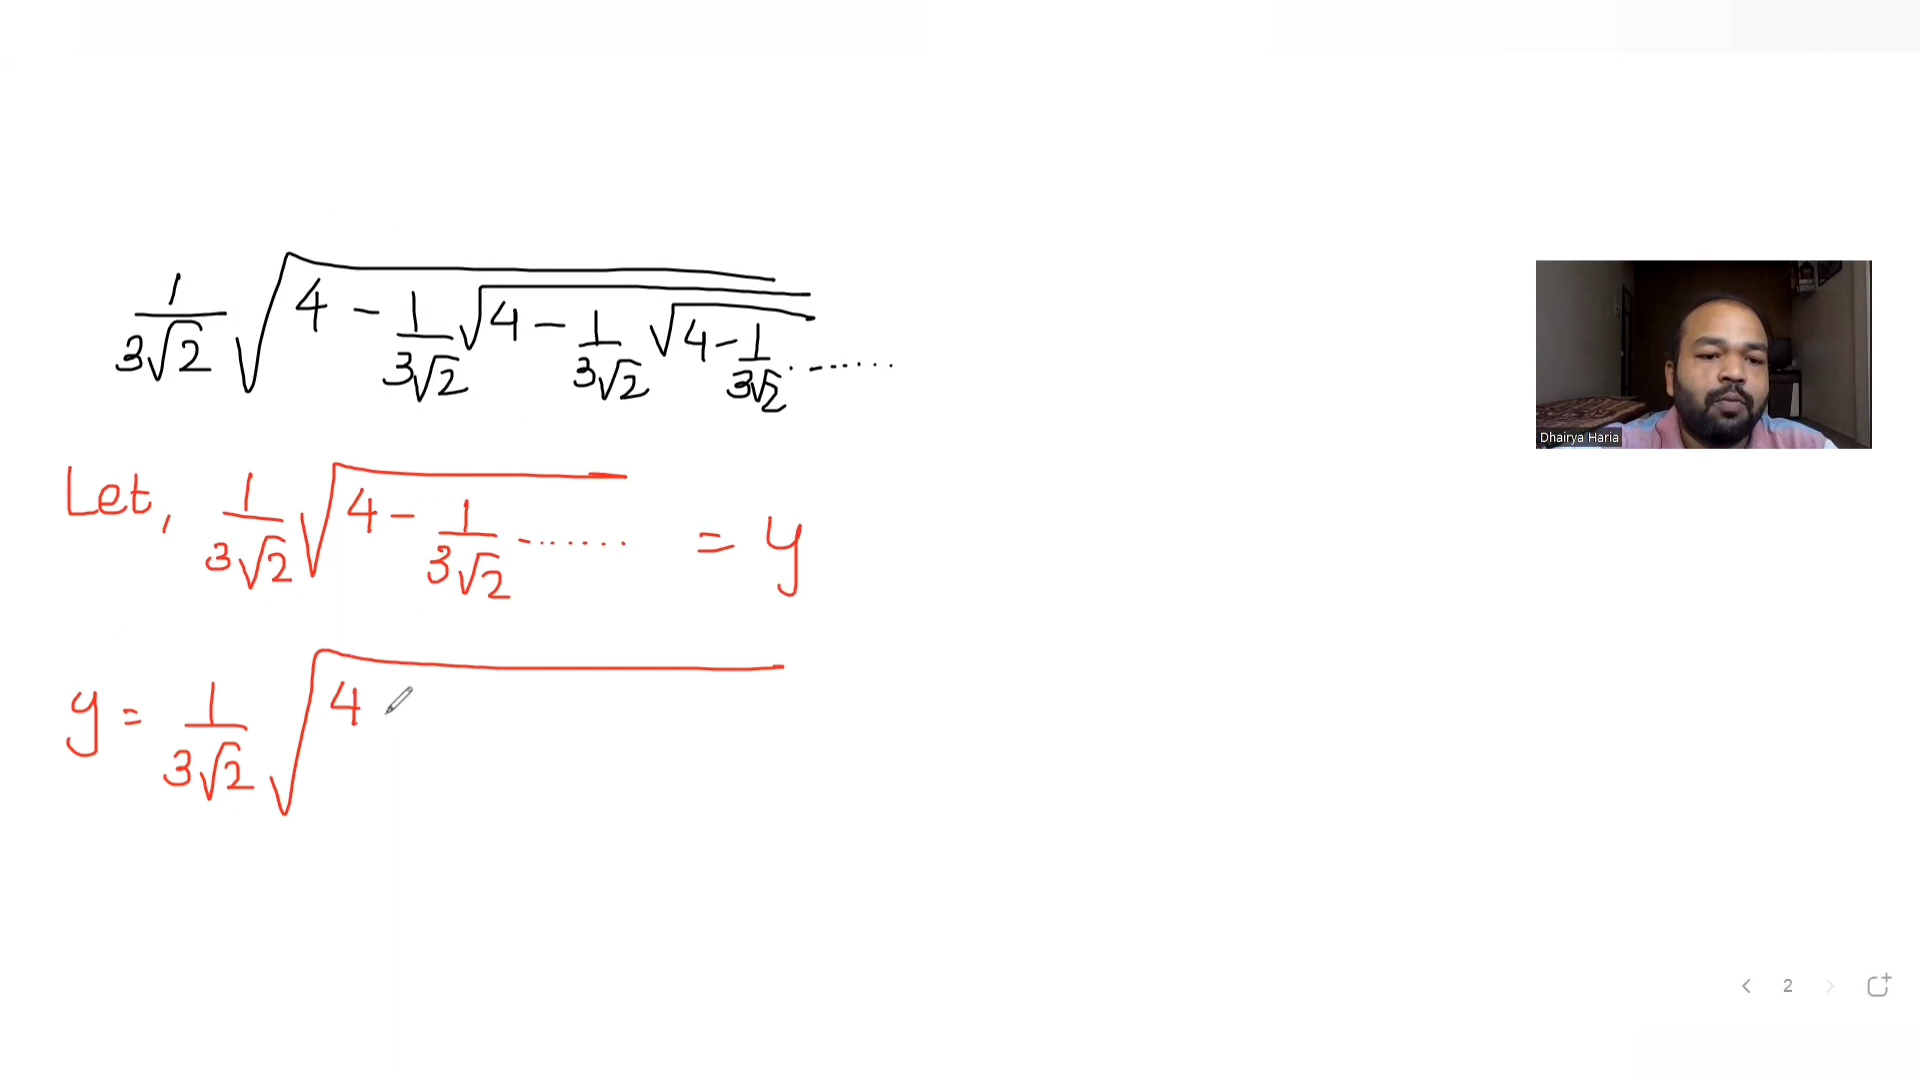 1/(3√2) √(4 - 1/(3√2) √(4 - 1/(3√2) √(4 - 1/(3√2) ........
Let, 1/(3√2) √(4 - 1/(3√2) ....... = y
y = 1/(3√2) √(4
Dhairya Haria
2